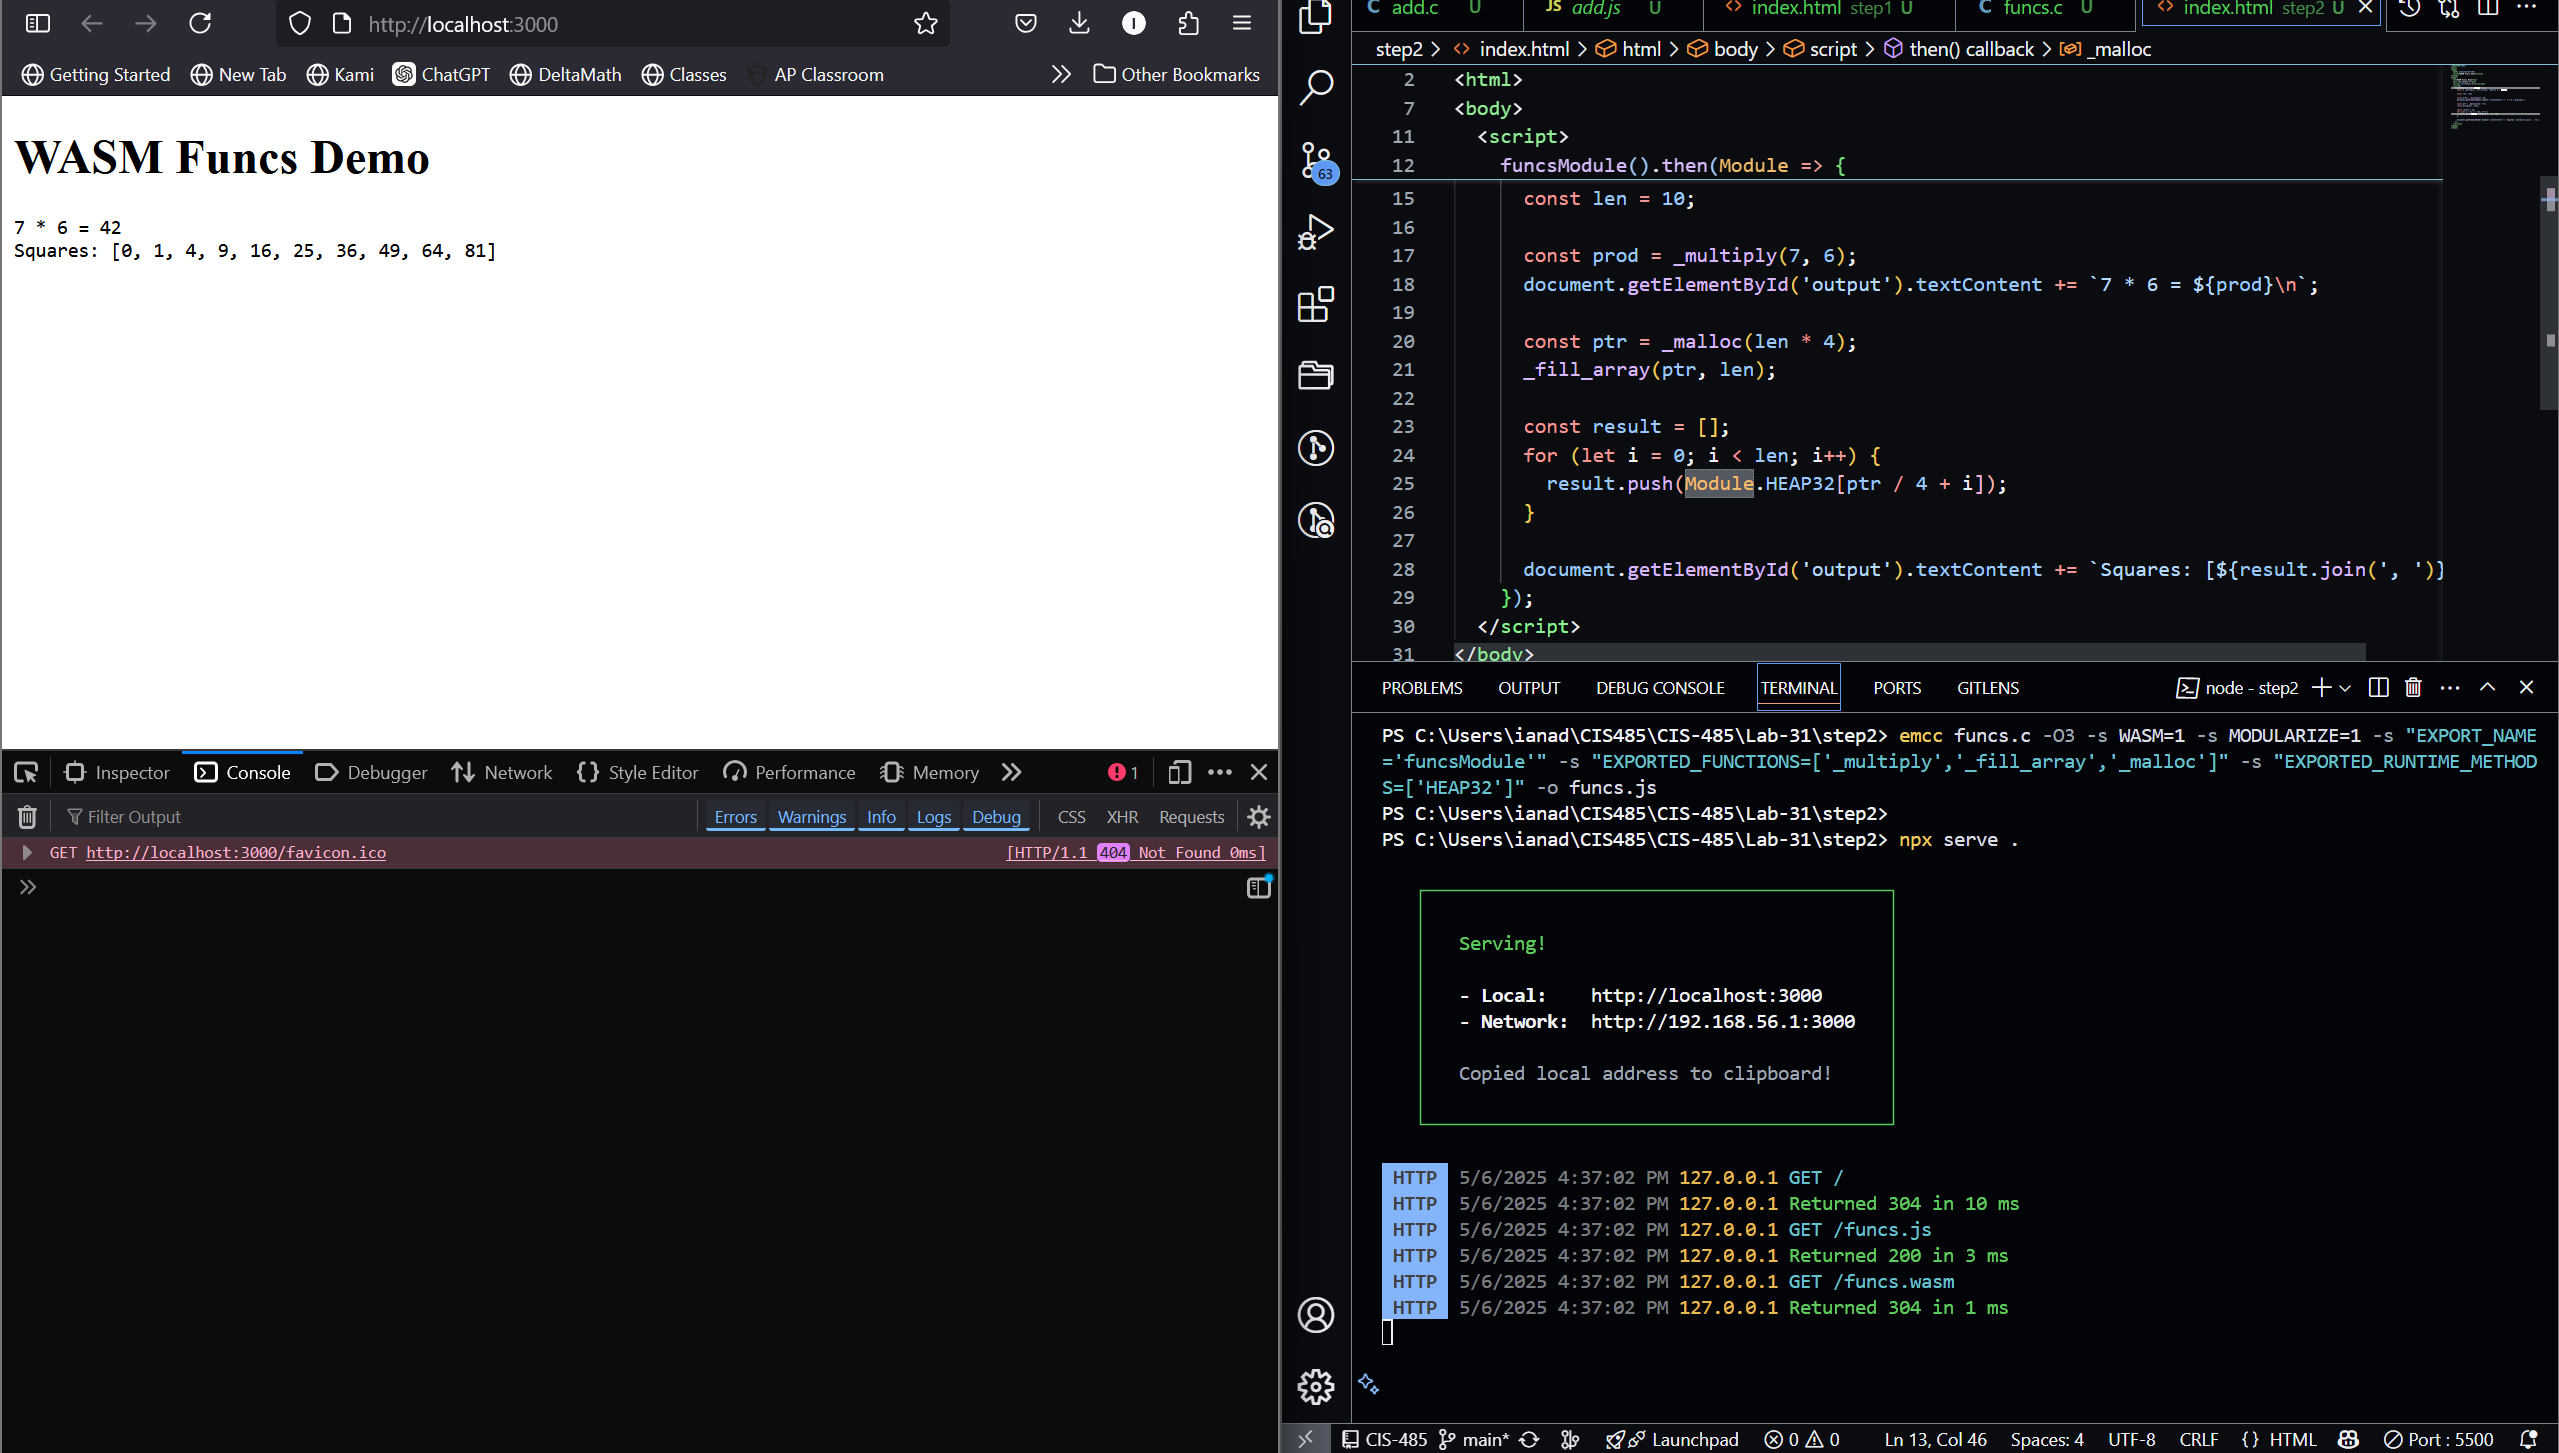 http://localhost:3000
Getting Started New Tab Kami ChatGPT DeltaMath Classes AP Classroom Other Bookmarks
WASM Funcs Demo
7 * 6 = 42
Squares: [0, 1, 4, 9, 16, 25, 36, 49, 64, 81]
Inspector Console Debugger Network Style Editor Performance Memory 1
Filter Output Errors Warnings Info Logs Debug CSS XHR Requests
GET http://localhost:3000/favicon.ico [HTTP/1.1 404 Not Found 0ms]
C add.c U JS add.js U <> index.html step1 U C funcs.c U <> index.html step2 U
step2 > <> index.html > html > body > script > then() callback > _malloc
63
2 <html>
7 <body>
11 <script>
12 funcsModule().then(Module => {
15 const len = 10;
16
17 const prod = _multiply(7, 6);
18 document.getElementById('output').textContent += `7 * 6 = ${prod}\n`;
19
20 const ptr = _malloc(len * 4);
21 _fill_array(ptr, len);
22
23 const result = [];
24 for (let i = 0; i < len; i++) {
25 result.push(Module.HEAP32[ptr / 4 + i]);
26 }
27
28 document.getElementById('output').textContent += `Squares: [${result.join(', ')}
29 });
30 </script>
31 </body>
PROBLEMS OUTPUT DEBUG CONSOLE TERMINAL PORTS GITLENS node - step2
PS C:\Users\ianad\CIS485\CIS-485\Lab-31\step2> emcc funcs.c -O3 -s WASM=1 -s MODULARIZE=1 -s "EXPORT_NAME
='funcsModule'" -s "EXPORTED_FUNCTIONS=['_multiply','_fill_array','_malloc']" -s "EXPORTED_RUNTIME_METHOD
S=['HEAP32']" -o funcs.js
PS C:\Users\ianad\CIS485\CIS-485\Lab-31\step2>
PS C:\Users\ianad\CIS485\CIS-485\Lab-31\step2> npx serve .
Serving!
- Local: http://localhost:3000
- Network: http://192.168.56.1:3000
Copied local address to clipboard!
HTTP 5/6/2025 4:37:02 PM 127.0.0.1 GET /
HTTP 5/6/2025 4:37:02 PM 127.0.0.1 Returned 304 in 10 ms
HTTP 5/6/2025 4:37:02 PM 127.0.0.1 GET /funcs.js
HTTP 5/6/2025 4:37:02 PM 127.0.0.1 Returned 200 in 3 ms
HTTP 5/6/2025 4:37:02 PM 127.0.0.1 GET /funcs.wasm
HTTP 5/6/2025 4:37:02 PM 127.0.0.1 Returned 304 in 1 ms
CIS-485 main* Launchpad 0 0 Ln 13, Col 46 Spaces: 4 UTF-8 CRLF {} HTML Port : 5500